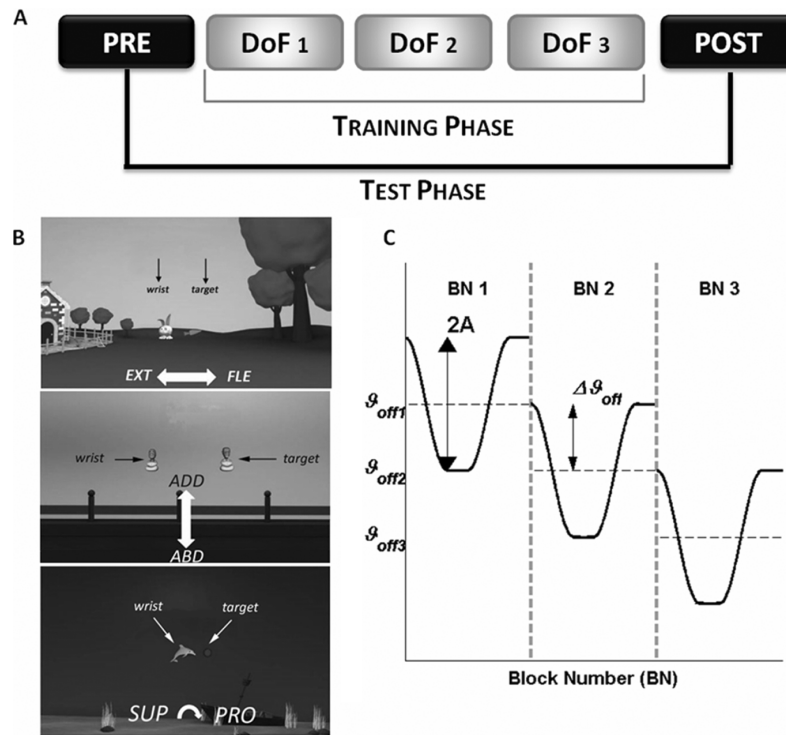 A
PRE DoF 1 DoF 2 DoF 3 POST
TRAINING PHASE
TEST PHASE
B
wrist target
EXT FLE
wrist target
ADD
ABD
wrist target
SUP PRO
C
BN 1 BN 2 BN 3
2A
Δϑoff
ϑoff1
ϑoff2
ϑoff3
Block Number (BN)